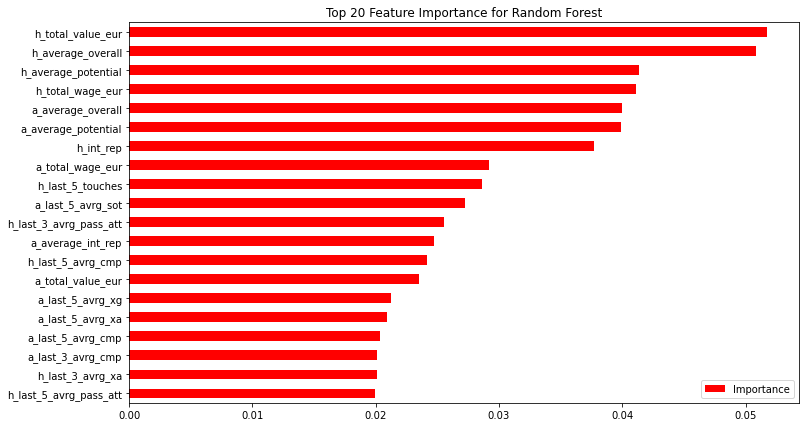 Top 20 Feature Importance for Random Forest
h_total_value_eur
h_average_overall
h_average_potential
h_total_wage_eur
a_average_overall
a_average_potential
h_int_rep
a_total_wage_eur
h_last_5_touches
a_last_5_avrg_sot
h_last_3_avrg_pass_att
a_average_int_rep
h_last_5_avrg_cmp
a_total_value_eur
a_last_5_avrg_xg
a_last_5_avrg_xa
a_last_5_avrg_cmp
a_last_3_avrg_cmp
h_last_3_avrg_xa
h_last_5_avrg_pass_att
Importance
0.00 0.01 0.02 0.03 0.04 0.05